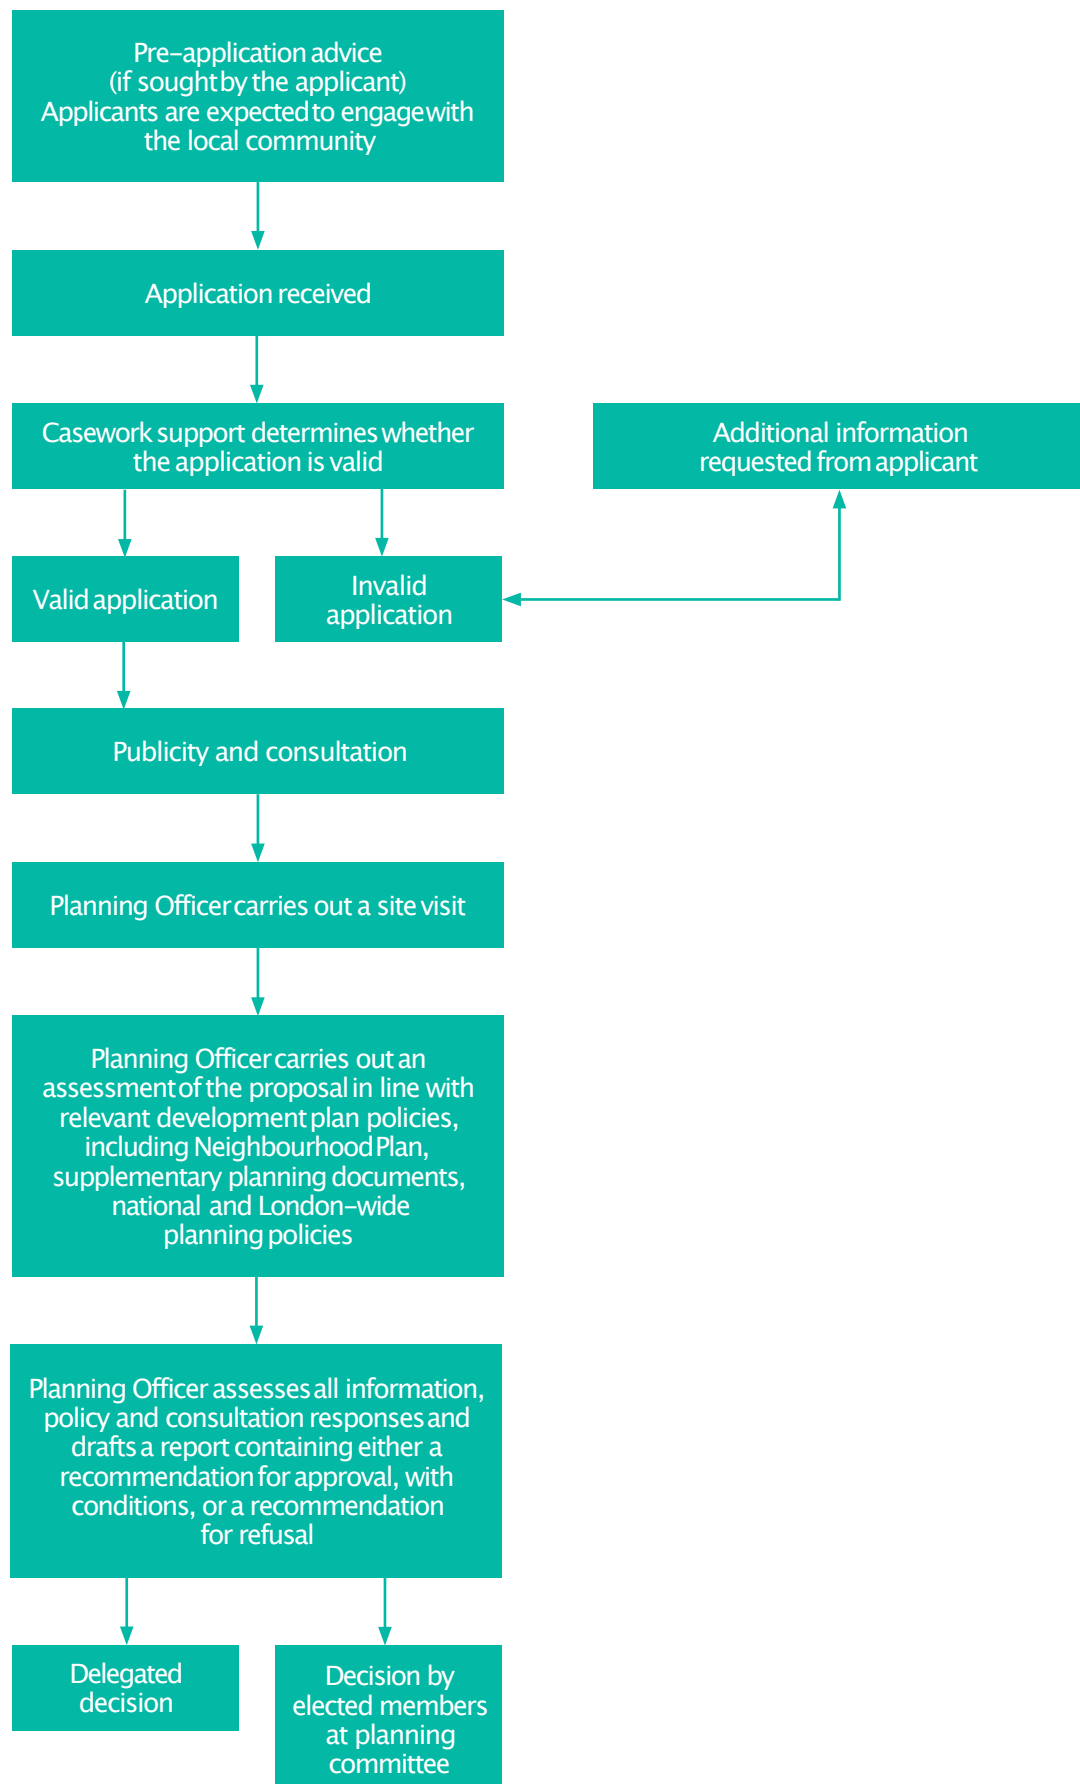 Pre-application advice
(if sought by the applicant)
Applicants are expected to engage with
the local community
Application received
Casework support determines whether
the application is valid
Additional information
requested from applicant
Valid application
Invalid
application
Publicity and consultation
Planning Officer carries out a site visit
Planning Officer carries out an
assessment of the proposal in line with
relevant development plan policies,
including Neighbourhood Plan,
supplementary planning documents,
national and London-wide
planning policies
Planning Officer assesses all information,
policy and consultation responses and
drafts a report containing either a
recommendation for approval, with
conditions, or a recommendation
for refusal
Delegated
decision
Decision by
elected members
at planning
committee